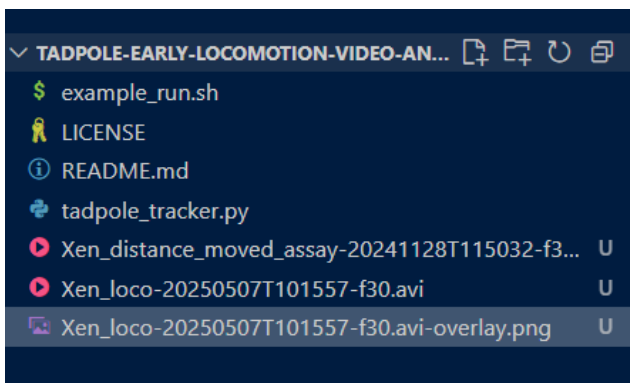 TADPOLE-EARLY-LOCOMOTION-VIDEO-AN...
$ example_run.sh
LICENSE
README.md
tadpole_tracker.py
Xen_distance_moved_assay-20241128T115032-f3... U
Xen_loco-20250507T101557-f30.avi U
Xen_loco-20250507T101557-f30.avi-overlay.png U